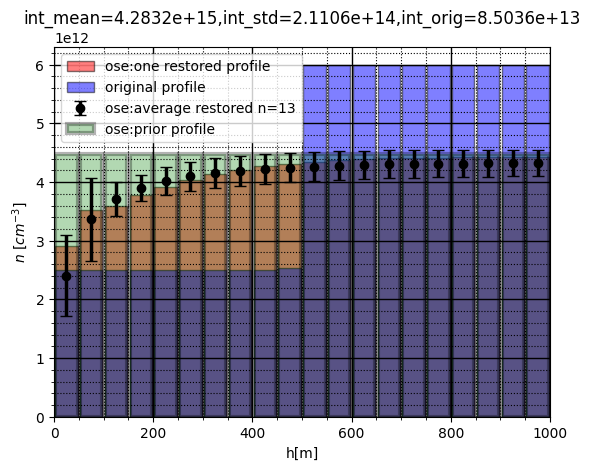 int_mean=4.2832e+15,int_std=2.1106e+14,int_orig=8.5036e+13
1e12
ose:one restored profile
original profile
ose:average restored n=13
ose:prior profile
6
5
4
3
2
1
0
n [cm⁻³]
0 200 400 600 800 1000
h[m]